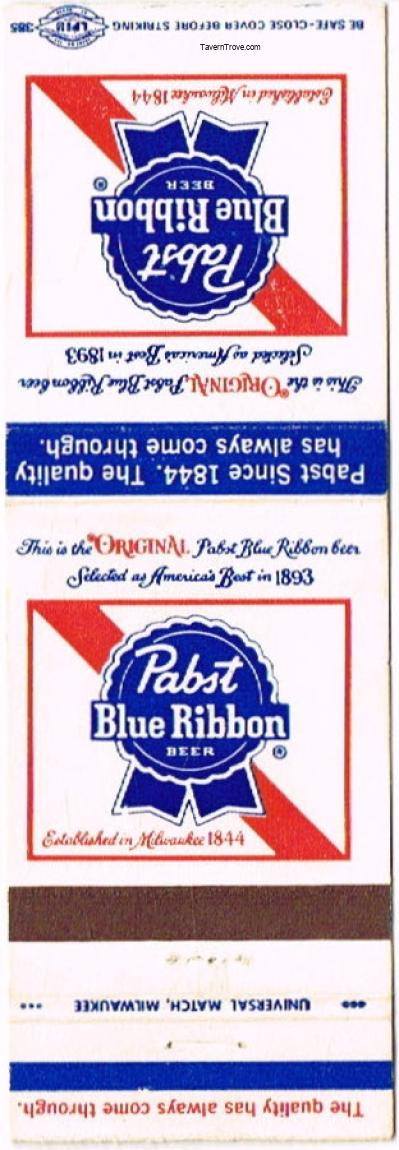 TavernTrove.com
BE SAFE-CLOSE COVER BEFORE STRIKING 385
LPIU
Established in Milwaukee 1844
BEER
Blue Ribbon
Pabst
®
Selected as America's Best in 1893
This is the ORIGINAL Pabst Blue Ribbon beer
Pabst Since 1844. The quality
has always come through.
This is the ORIGINAL Pabst Blue Ribbon beer
Selected as America's Best in 1893
Pabst
Blue Ribbon
BEER
®
Established in Milwaukee 1844
UNIVERSAL MATCH, MILWAUKEE
The quality has always come through.